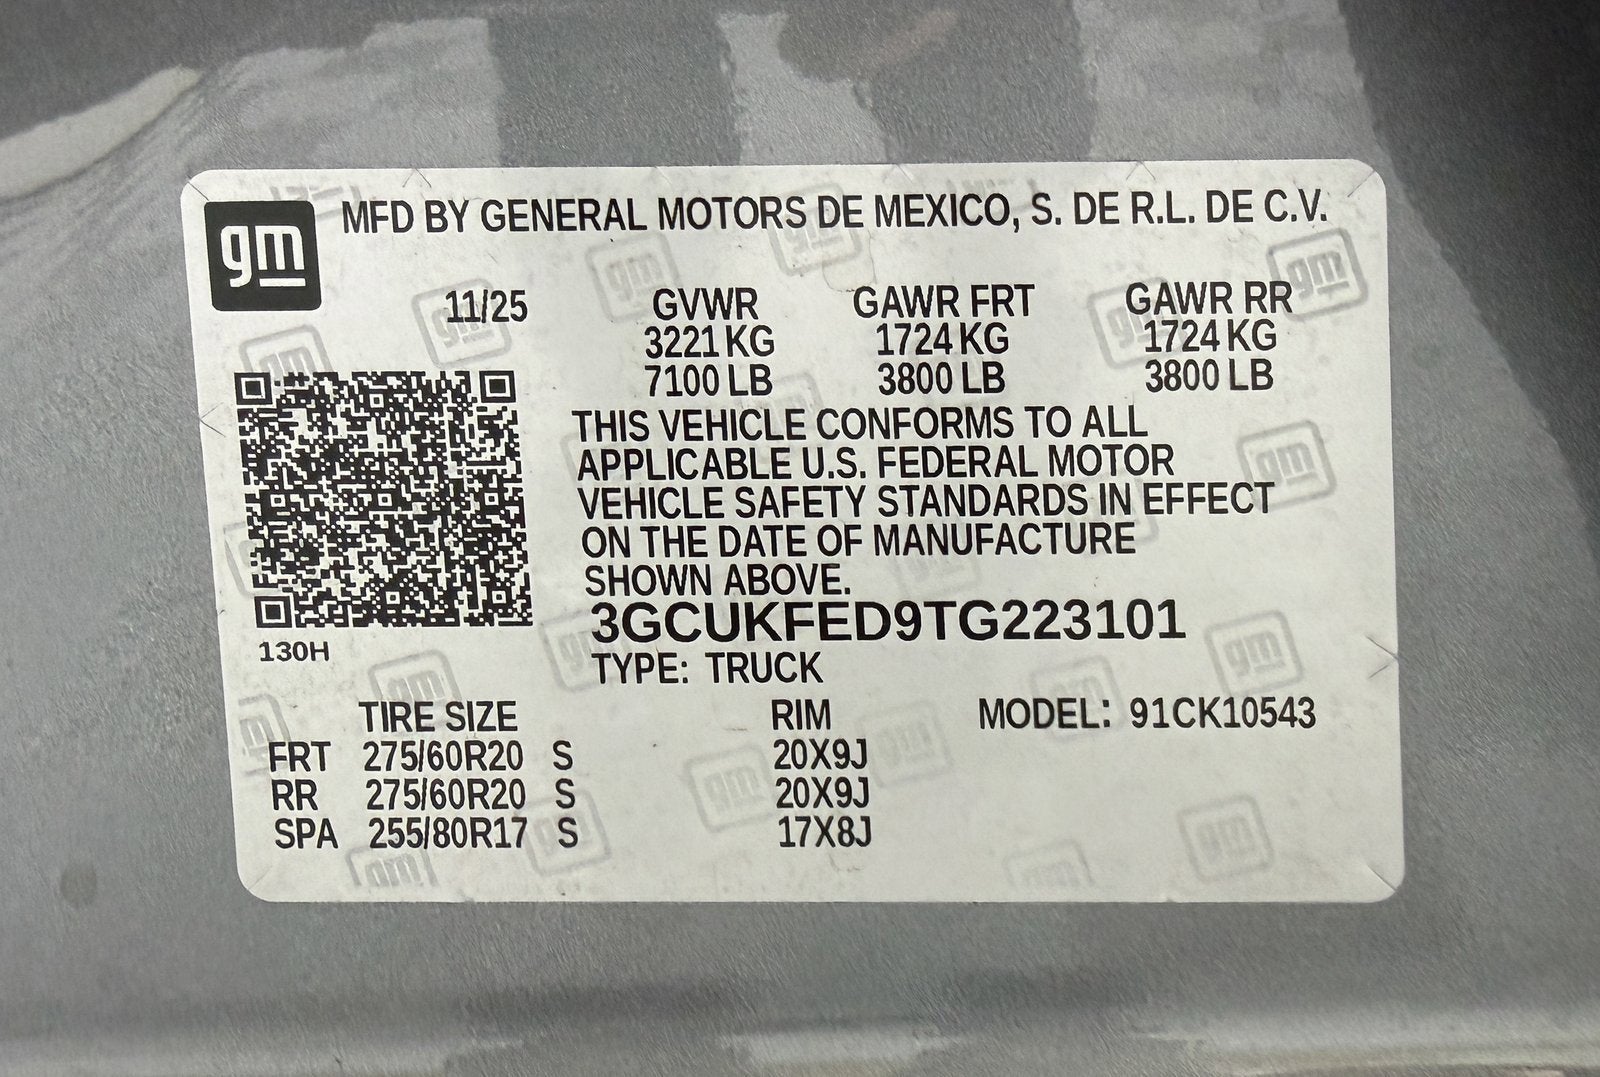 gm
MFD BY GENERAL MOTORS DE MEXICO, S. DE R.L. DE C.V.
11/25 GVWR GAWR FRT GAWR RR
3221 KG 1724 KG 1724 KG
7100 LB 3800 LB 3800 LB
THIS VEHICLE CONFORMS TO ALL
APPLICABLE U.S. FEDERAL MOTOR
VEHICLE SAFETY STANDARDS IN EFFECT
ON THE DATE OF MANUFACTURE
SHOWN ABOVE.
3GCUKFED9TG223101
130H
TYPE: TRUCK
TIRE SIZE RIM MODEL: 91CK10543
FRT 275/60R20 S 20X9J
RR 275/60R20 S 20X9J
SPA 255/80R17 S 17X8J